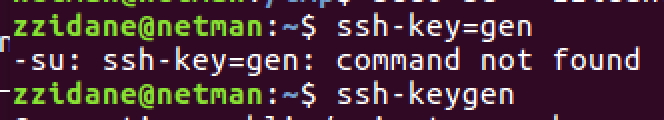 zzidane@netman:~$ ssh-key=gen
-su: ssh-key=gen: command not found
zzidane@netman:~$ ssh-keygen